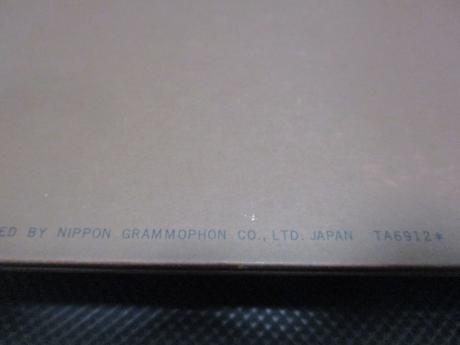 ED BY NIPPON GRAMMOPHON CO., LTD. JAPAN TA6912*